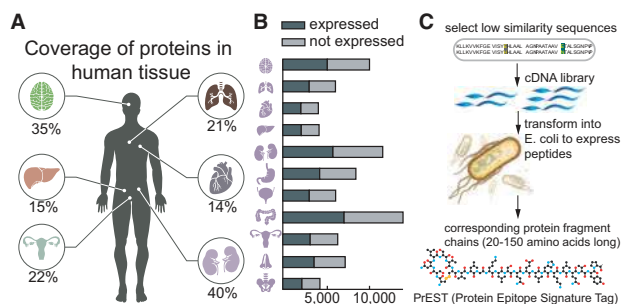 A
Coverage of proteins in
human tissue
35%
21%
15%
14%
22%
40%
B
expressed
not expressed
5,000
10,000
C
select low similarity sequences
cDNA library
transform into
E. coli to express
peptides
corresponding protein fragment
chains (20-150 amino acids long)
PrEST (Protein Epitope Signature Tag)